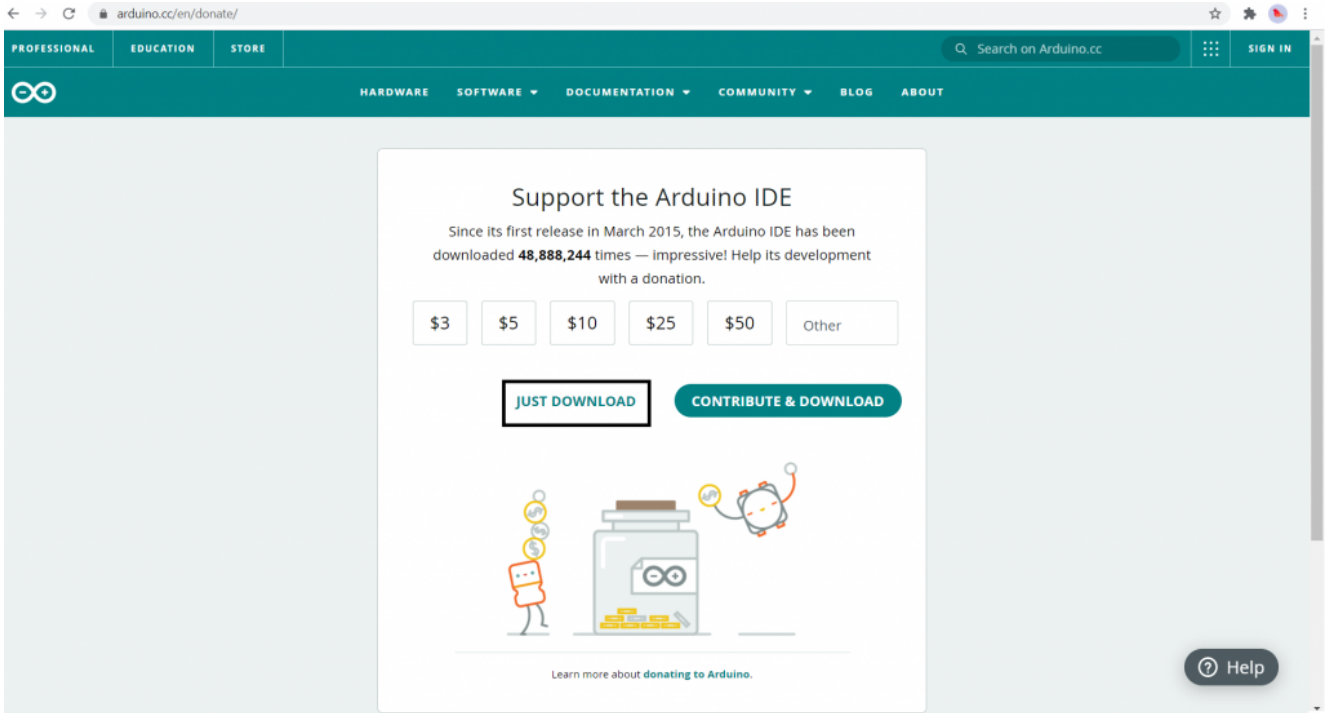 arduino.cc/en/donate/
PROFESSIONAL EDUCATION STORE Search on Arduino.cc SIGN IN
HARDWARE SOFTWARE DOCUMENTATION COMMUNITY BLOG ABOUT
Support the Arduino IDE
Since its first release in March 2015, the Arduino IDE has been
downloaded 48,888,244 times — impressive! Help its development
with a donation.
$3 $5 $10 $25 $50 Other
JUST DOWNLOAD CONTRIBUTE & DOWNLOAD
Learn more about donating to Arduino.
Help